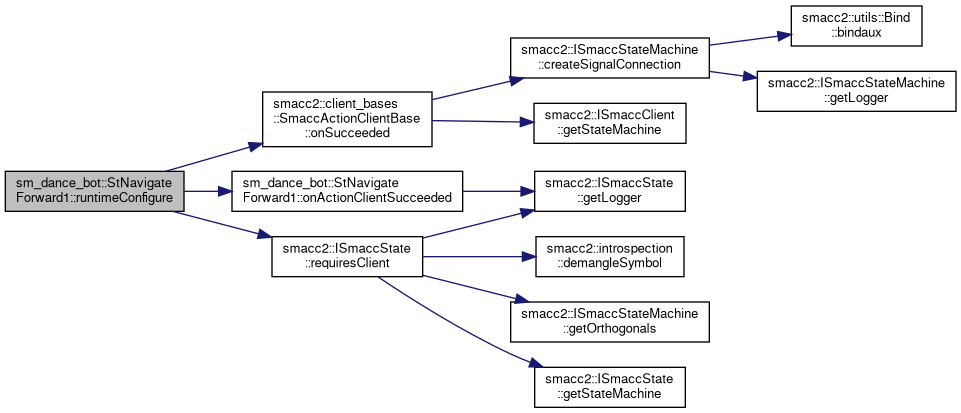 sm_dance_bot::StNavigate
Forward1::runtimeConfigure
smacc2::client_bases
::SmaccActionClientBase
::onSucceeded
sm_dance_bot::StNavigate
Forward1::onActionClientSucceeded
smacc2::ISmaccState
::requiresClient
smacc2::ISmaccStateMachine
::createSignalConnection
smacc2::ISmaccClient
::getStateMachine
smacc2::ISmaccState
::getLogger
smacc2::introspection
::demangleSymbol
smacc2::ISmaccStateMachine
::getOrthogonals
smacc2::ISmaccState
::getStateMachine
smacc2::utils::Bind
::bindaux
smacc2::ISmaccStateMachine
::getLogger